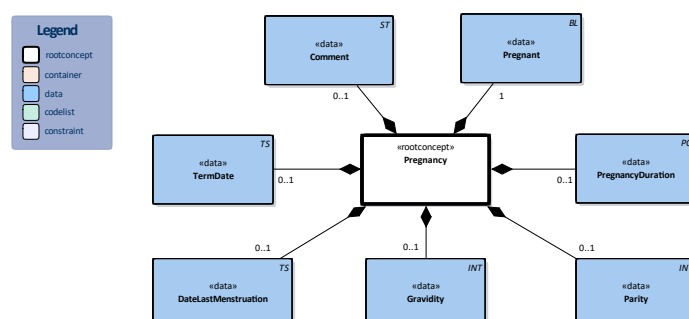 Legend
rootconcept
container
data
codelist
constraint
ST
«data»
Comment
0..1
BL
«data»
Pregnant
1
TS
«data»
TermDate
0..1
«rootconcept»
Pregnancy
«data»
PregnancyDuration
0..1
TS
«data»
DateLastMenstruation
0..1
INT
«data»
Gravidity
0..1
«data»
Parity
0..1